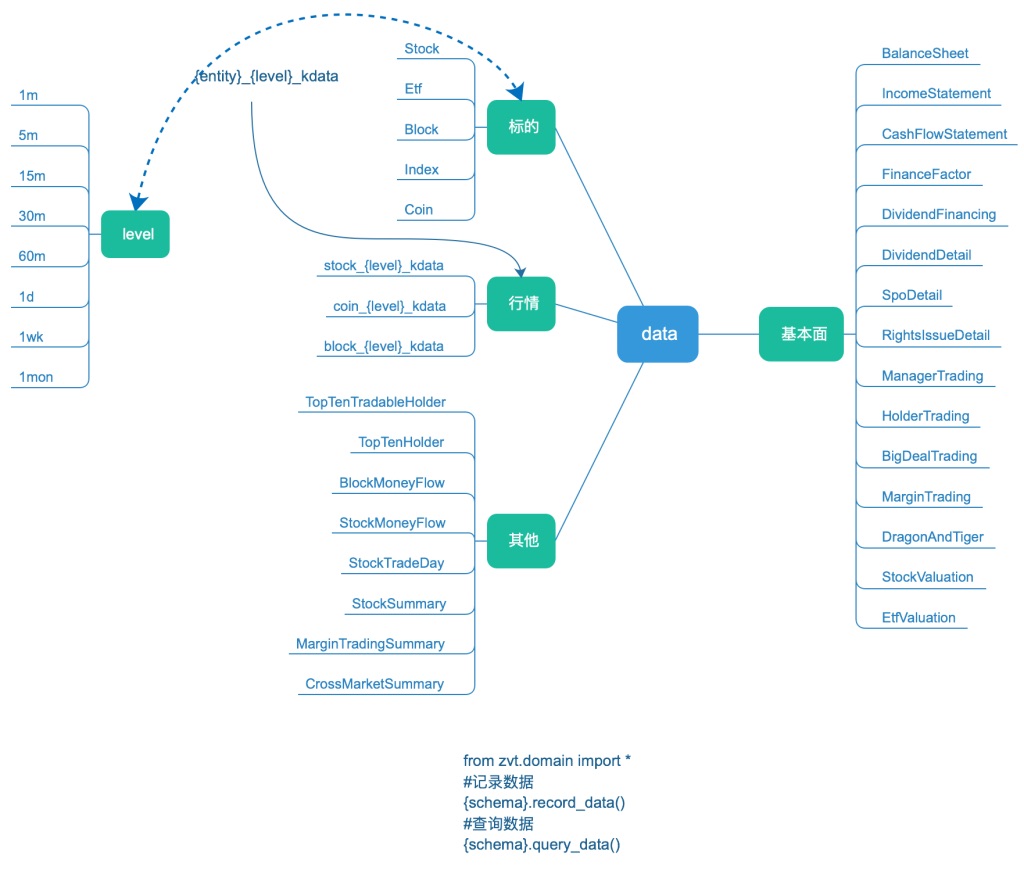 {entity}_{level}_kdata
1m
5m
15m
30m
60m
1d
1wk
1mon
level
Stock
Etf
Block
Index
Coin
标的
stock_{level}_kdata
coin_{level}_kdata
block_{level}_kdata
行情
TopTenTradableHolder
TopTenHolder
BlockMoneyFlow
StockMoneyFlow
StockTradeDay
StockSummary
MarginTradingSummary
CrossMarketSummary
其他
data
基本面
BalanceSheet
IncomeStatement
CashFlowStatement
FinanceFactor
DividendFinancing
DividendDetail
SpoDetail
RightsIssueDetail
ManagerTrading
HolderTrading
BigDealTrading
MarginTrading
DragonAndTiger
StockValuation
EtfValuation
from zvt.domain import *
#记录数据
{schema}.record_data()
#查询数据
{schema}.query_data()